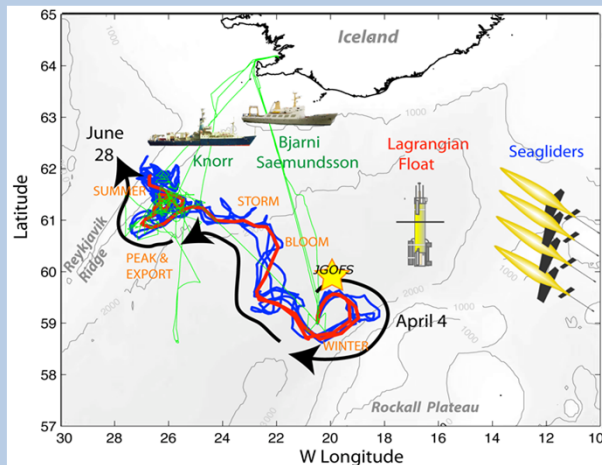 65
64
63
62
61
60
59
58
57
Latitude
30
28
26
24
22
20
18
16
14
12
10
W Longitude
Iceland
1000
June
28
Knorr
Bjarni
Saemundsson
Lagrangian
Float
Seagliders
1000
SUMMER
STORM
BLOOM
PEAK &
EXPORT
Reykjavik
Ridge
JGOFS
WINTER
April 4
2000
2000
1000
Rockall Plateau